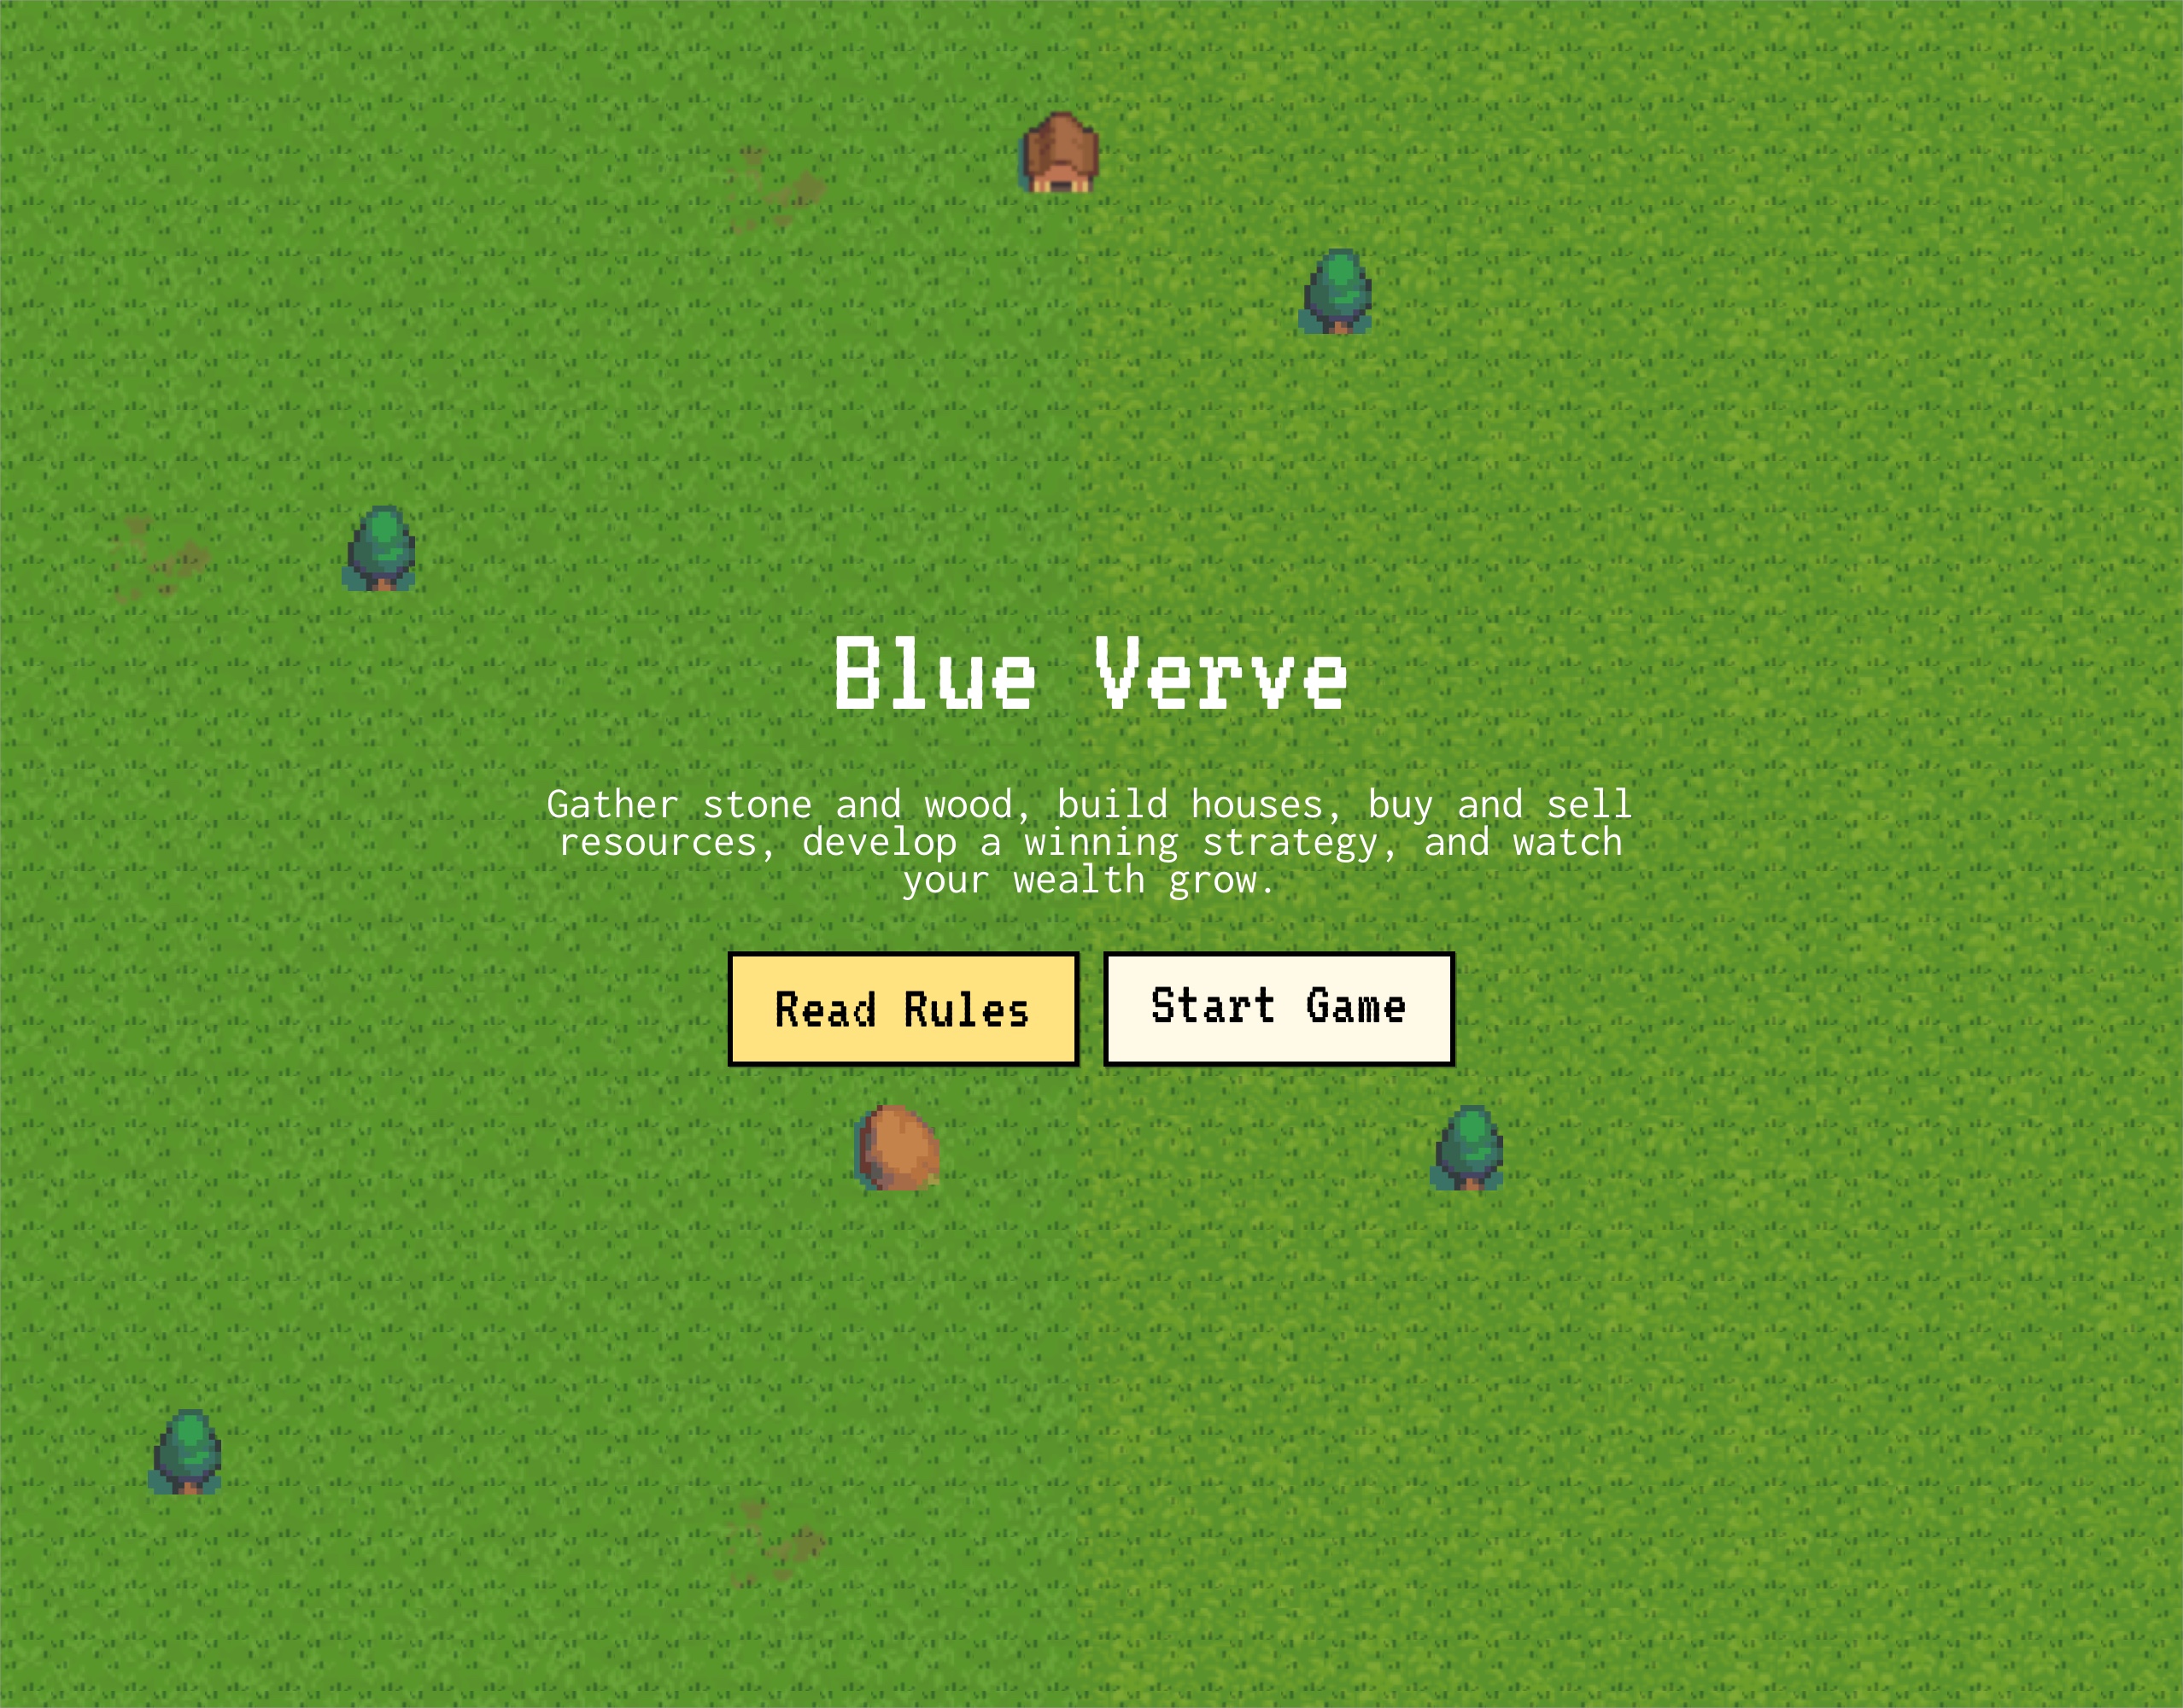 Blue Verve
Gather stone and wood, build houses, buy and sell
resources, develop a winning strategy, and watch
your wealth grow.
Read Rules
Start Game